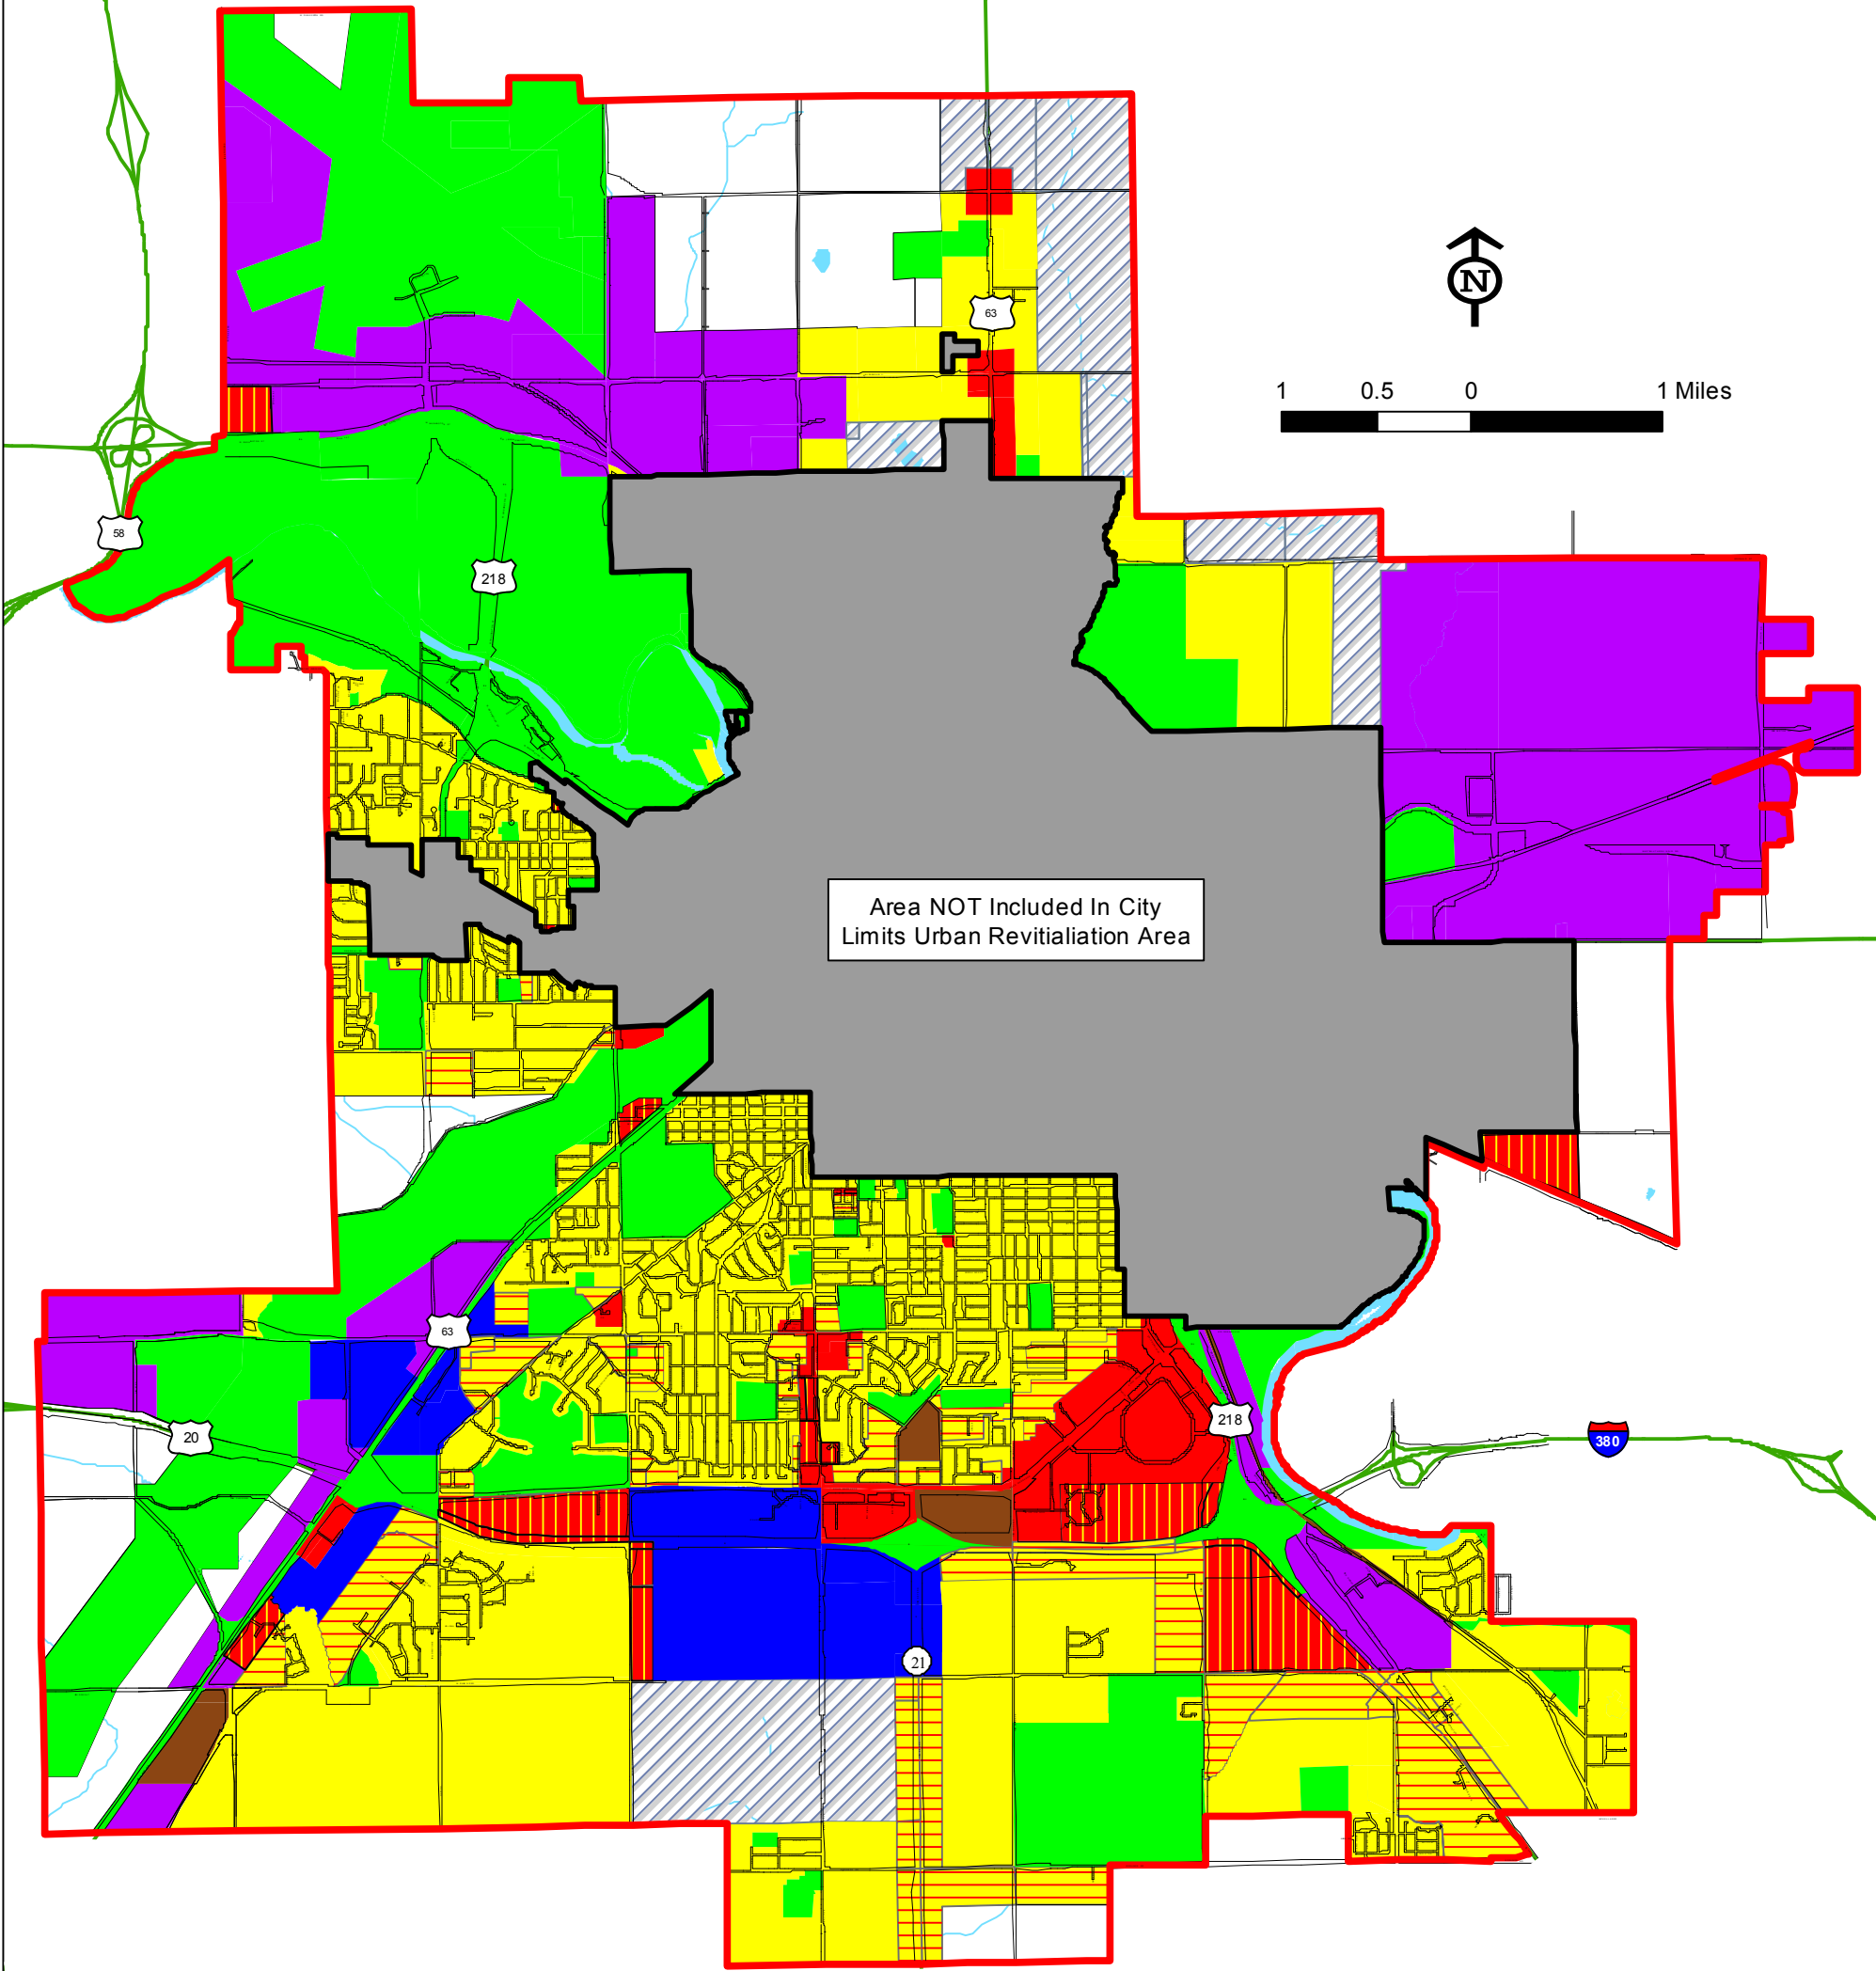 N
63
1 0.5 0 1 Miles
58
218
Area NOT Included In City
Limits Urban Revitialiation Area
63
20
218
380
21